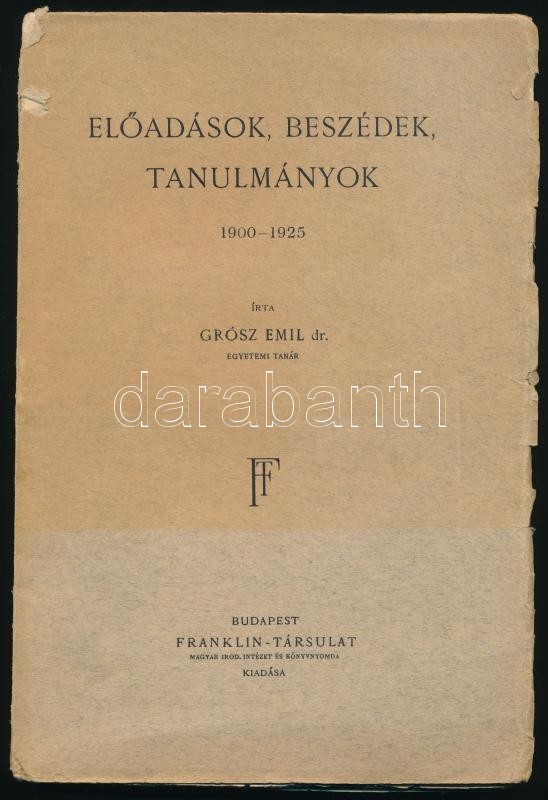 ELŐADÁSOK, BESZÉDEK,
TANULMÁNYOK
1900–1925
ÍRTA
GRÓSZ EMIL dr.
EGYETEMI TANÁR
darabanth
FT
BUDAPEST
FRANKLIN-TÁRSULAT
MAGYAR IROD. INTÉZET ÉS KÖNYVNYOMDA
KIADÁSA